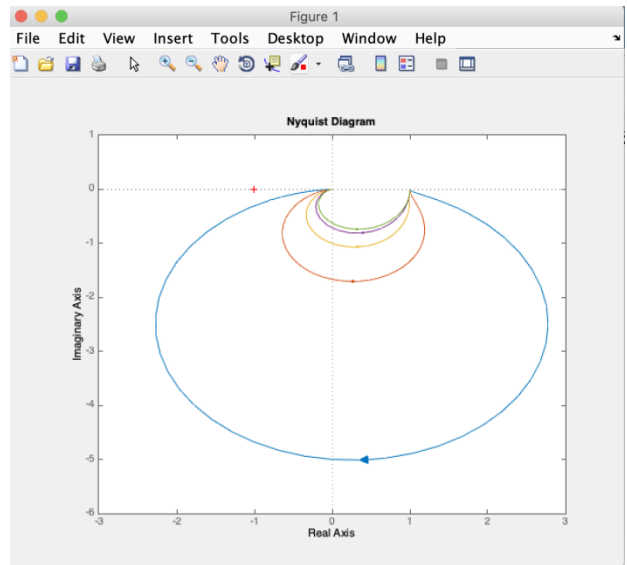 Figure 1
File Edit View Insert Tools Desktop Window Help
Nyquist Diagram
1
0
-1
-2
-3
-4
-5
-6
Imaginary Axis
-3 -2 -1 0 1 2 3
Real Axis